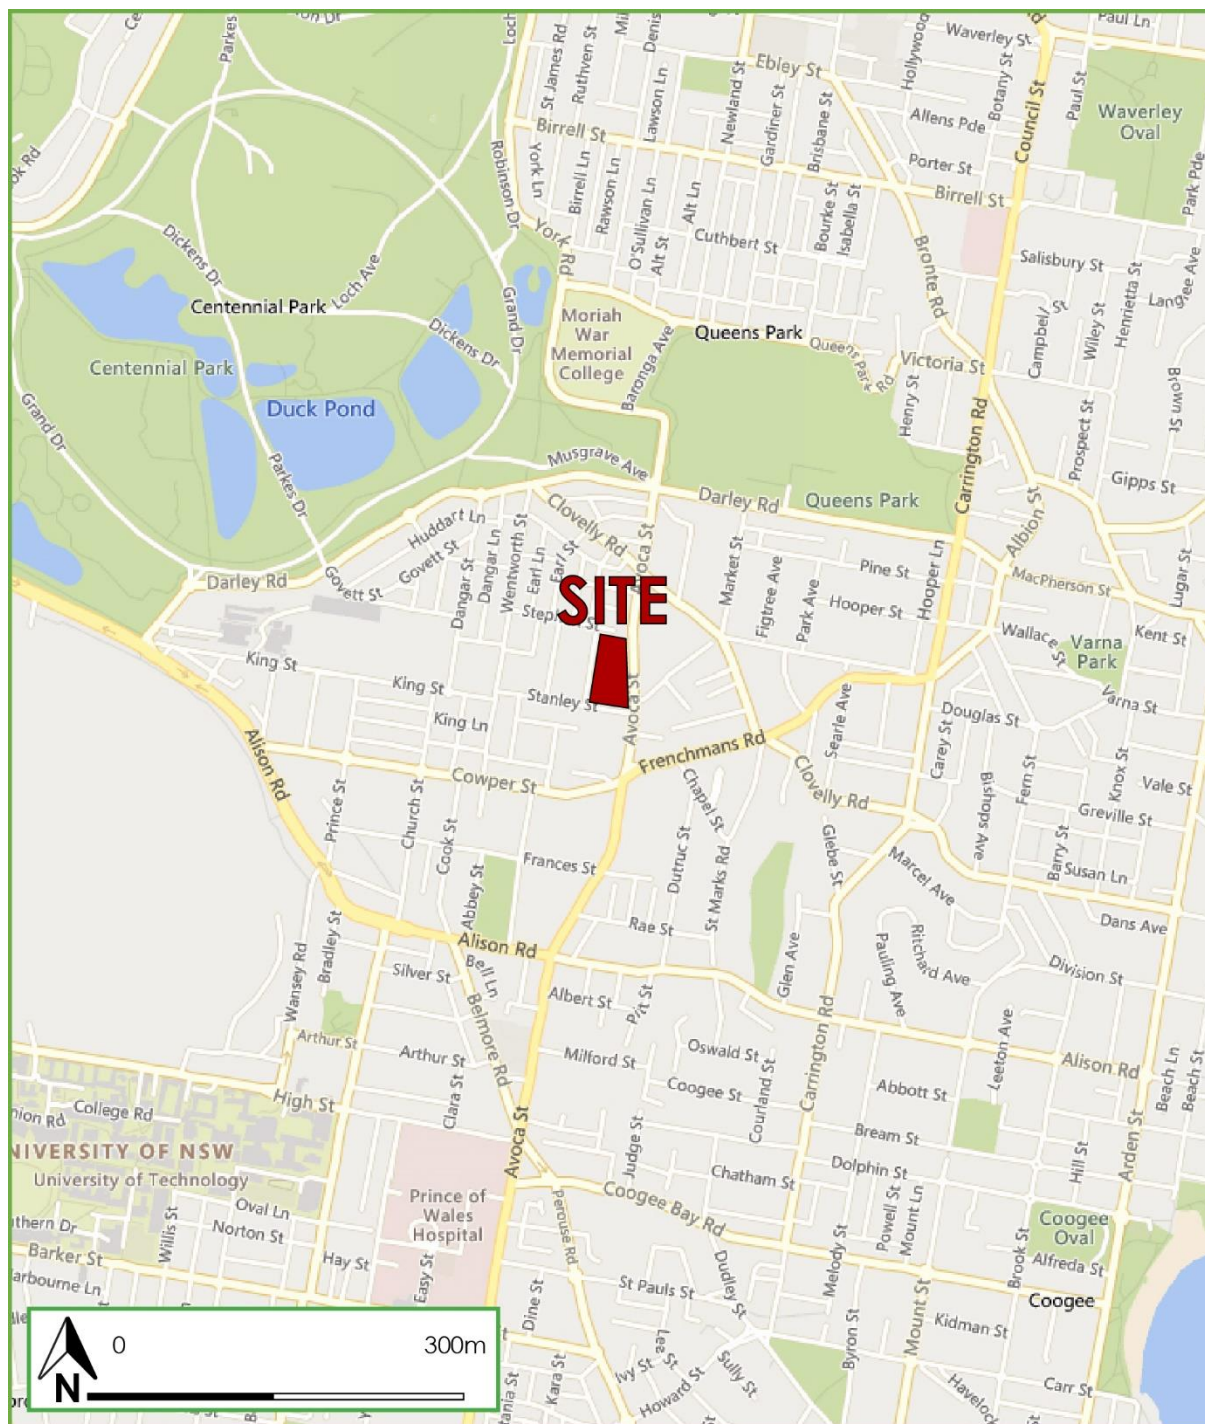 Parkes
Loch
St James Rd
Ruthven St
Denis
Lawson Ln
Newland St
Ebley St
Hollywood
Waverley St
Paul Ln
Botany St
Council St
Paul St
Waverley
Oval
Gardiner St
Brisbane St
Allens Pde
Porter St
Birrell St
Birrell St
Park Pde
ok Rd
Robinson Dr
York Ln
Birrell Ln
Rawson Ln
O'Sullivan Ln
Alt St
Alt Ln
Cuthbert St
Bourke St
Isabella St
York Rd
Bronte Rd
Salisbury St
Henrietta St
Wiley St
Campbell St
Dickens Dr
Loch Ave
Centennial Park
Grand Dr
Dickens Dr
Moriah
War
Memorial
College
Baronga Ave
Queens Park
Queens Park Rd
Victoria St
Henry St
Carrington Rd
Brown St
Prospect St
Gipps St
Centennial Park
Duck Pond
Grand Dr
Parkes Dr
Musgrave Ave
Darley Rd
Queens Park
Albion St
Lugar St
Huddart Ln
Govett St
Clovelly Rd
Avoca St
Darley Rd
Govett St
Dangar St
Dangar Ln
Wentworth St
Earl Ln
Earl St
SITE
Market St
Figtree Ave
Park Ave
Pine St
Hooper St
Hooper Ln
MacPherson St
Wallace St
Kent St
Varna
Park
Varna St
King St
King St
King Ln
Stanley St
Avoca St
Frenchmans Rd
Searle Ave
Douglas St
Carey St
Bishops Ave
Fern St
Knox St
Vale St
Greville St
Barry St
Susan Ln
Dans Ave
Alison Rd
Cowper St
Prince St
Church St
Cook St
Abbey St
Frances St
Chapel St
Dutruc St
St Marks Rd
Clovelly Rd
Glebe St
Marcel Ave
Rae St
Glen Ave
Pauling Ave
Ritchard Ave
Division St
Wansey Rd
Bradley St
Alison Rd
Silver St
Bell Ln
Belmore Rd
Albert St
Pitt St
Milford St
Oswald St
Coogee St
Courland St
Carrington Rd
Leeton Ave
Alison Rd
Abbott St
Beach Ln
Beach St
Arthur St
Arthur St
Clara St
High St
College Rd
nion Rd
NIVERSITY OF NSW
University of Technology
Avoca St
Judge St
Bream St
Chatham St
Dolphin St
Hill St
Arden St
Prince of
Wales
Hospital
Perouse Rd
Coogee Bay Rd
Powell St
Mount Ln
Coogee
Oval
Alfreda St
Brook St
Coogee
Oval Ln
Norton St
Willis St
thern Dr
Barker St
Hay St
Easy St
arbourne Ln
Dine St
St Pauls St
Dudley St
Melody St
Mount St
Kidman St
Byron St
Carr St
Havelock
Ivy St
Sully St
Howard St
Kara St
0
300m
N